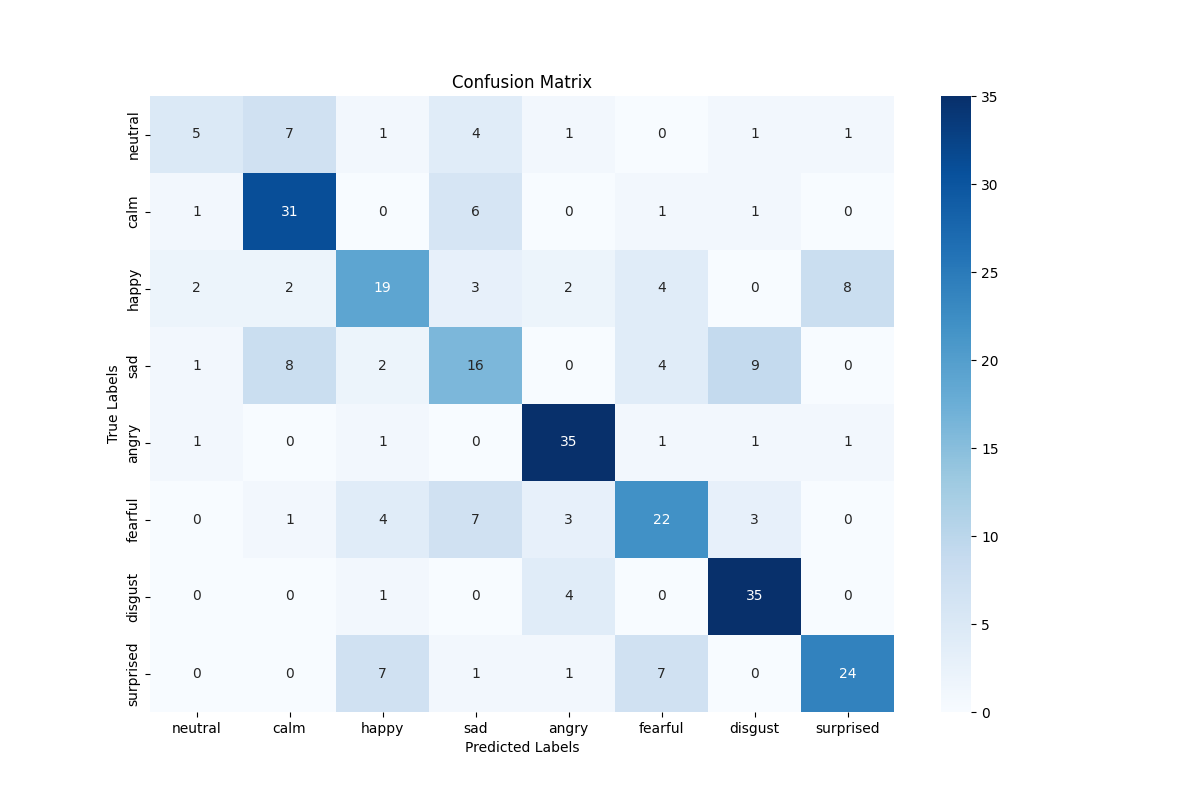 Confusion Matrix
True Labels
neutral 5 7 1 4 1 0 1 1
calm 1 31 0 6 0 1 1 0
happy 2 2 19 3 2 4 0 8
sad 1 8 2 16 0 4 9 0
angry 1 0 1 0 35 1 1 1
fearful 0 1 4 7 3 22 3 0
disgust 0 0 1 0 4 0 35 0
surprised 0 0 7 1 1 7 0 24
neutral calm happy sad angry fearful disgust surprised
Predicted Labels
35
30
25
20
15
10
5
0